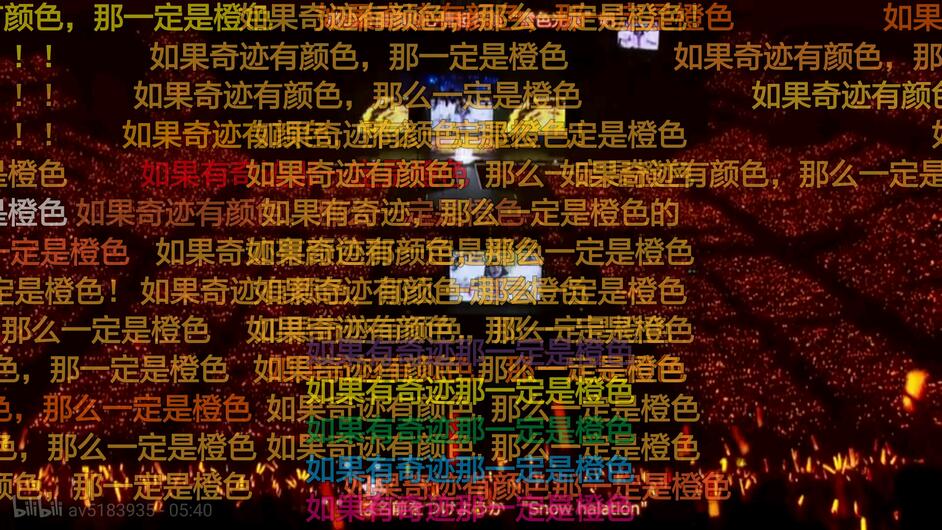 颜色，那一定是橙色 如果奇迹有颜色，那么一定是橙色 如果
！！ 如果奇迹有颜色，那一定是橙色 如果奇迹有颜色，那
！！ 如果奇迹有颜色，那么一定是橙色 如果奇迹有颜色
！！ 如果奇迹有颜色，那么一定是橙色
是橙色 如果奇迹有颜色，那么一定是橙色 如果奇迹有颜色，那么一定是橙色
是橙色 如果奇迹有颜色 如果有奇迹，那么一定是橙色的
一定是橙色 如果奇迹有颜色，那么一定是橙色
定是橙色！ 如果奇迹有颜色，那么一定是橙色
那么一定是橙色 如果奇迹有颜色，那么一定是橙色
色，那么一定是橙色 如果奇迹有颜色，那么一定是橙色
如果有奇迹那一定是橙色
如果有奇迹那一定是橙色
色，那么一定是橙色 如果奇迹有颜色，那么一定是橙色
如果有奇迹那一定是橙色
色，那么一定是橙色 如果奇迹有颜色，那么一定是橙色
如果有奇迹那一定是橙色
颜色，那么一定是橙色 如果奇迹有颜色那么一定是橙色
如果有奇迹那一定是橙色
bilibili av5183935 - 05:40
名前をつけようか "Snow halation"